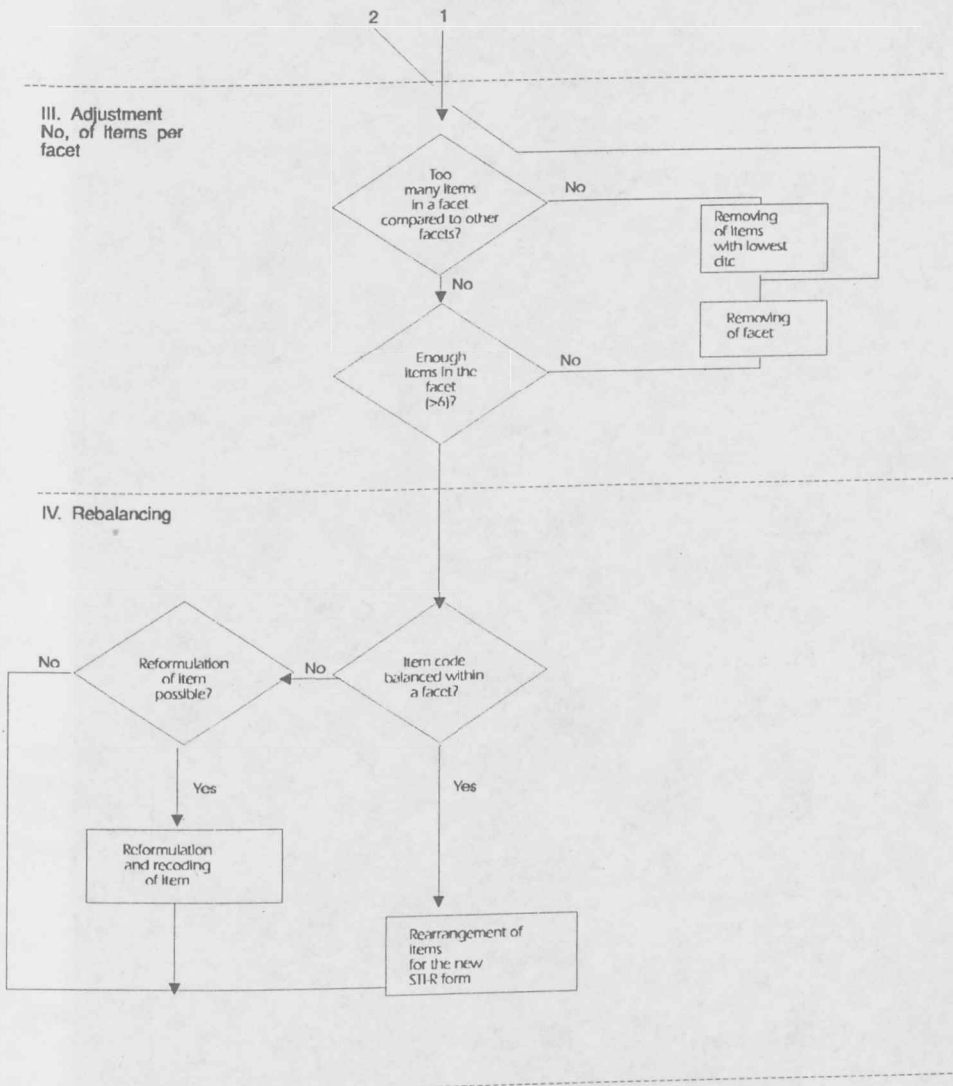 2 1
III. Adjustment
No, of items per
facet
Too
many items
in a facet
compared to other
facets?
No
Removing
of items
with lowest
citc
No
Removing
of facet
Enough
items in the
facet
(>6)?
No
IV. Rebalancing
No
Reformulation
of item
possible?
No
Item code
balanced within
a facet?
Yes
Yes
Reformulation
and recoding
of item
Rearrangement of
items
for the new
STI-R form